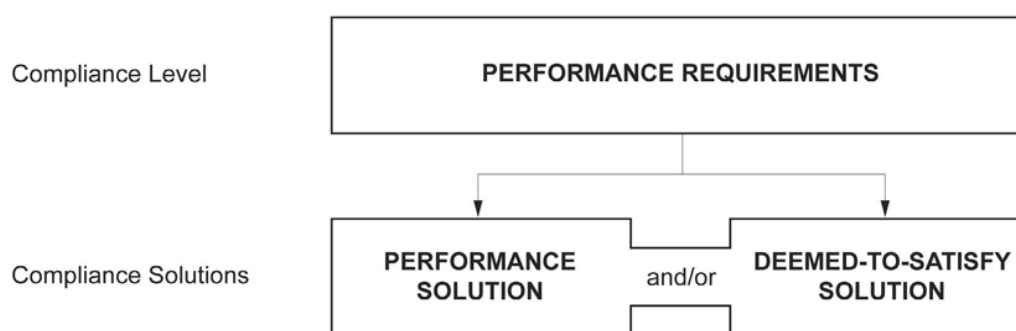 Compliance Level
PERFORMANCE REQUIREMENTS
Compliance Solutions
PERFORMANCE
SOLUTION
and/or
DEEMED-TO-SATISFY
SOLUTION